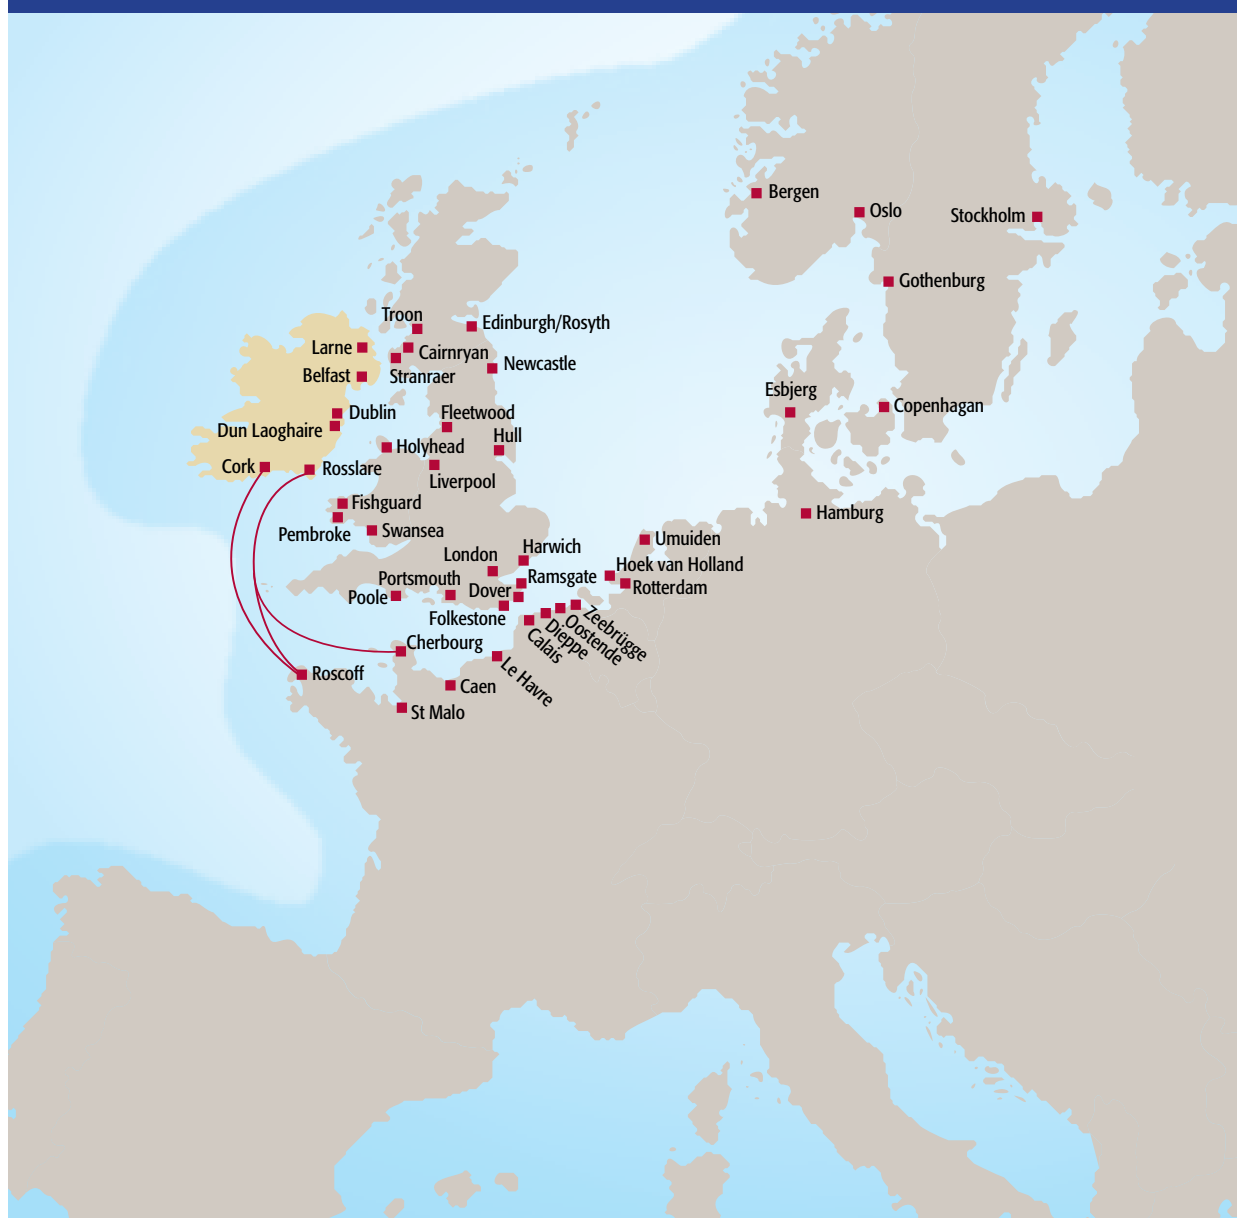 Bergen
Oslo
Stockholm
Gothenburg
Troon
Edinburgh/Rosyth
Larne
Cairnryan
Newcastle
Belfast
Stranraer
Esbjerg
Copenhagan
Dublin
Fleetwood
Dun Laoghaire
Hull
Holyhead
Cork
Rosslare
Liverpool
Fishguard
Hamburg
Pembroke
Swansea
Umuiden
Harwich
London
Hoek van Holland
Portsmouth
Ramsgate
Dover
Rotterdam
Poole
Folkestone
Zeebrügge
Oostende
Dieppe
Calais
Cherbourg
Le Havre
Roscoff
Caen
St Malo